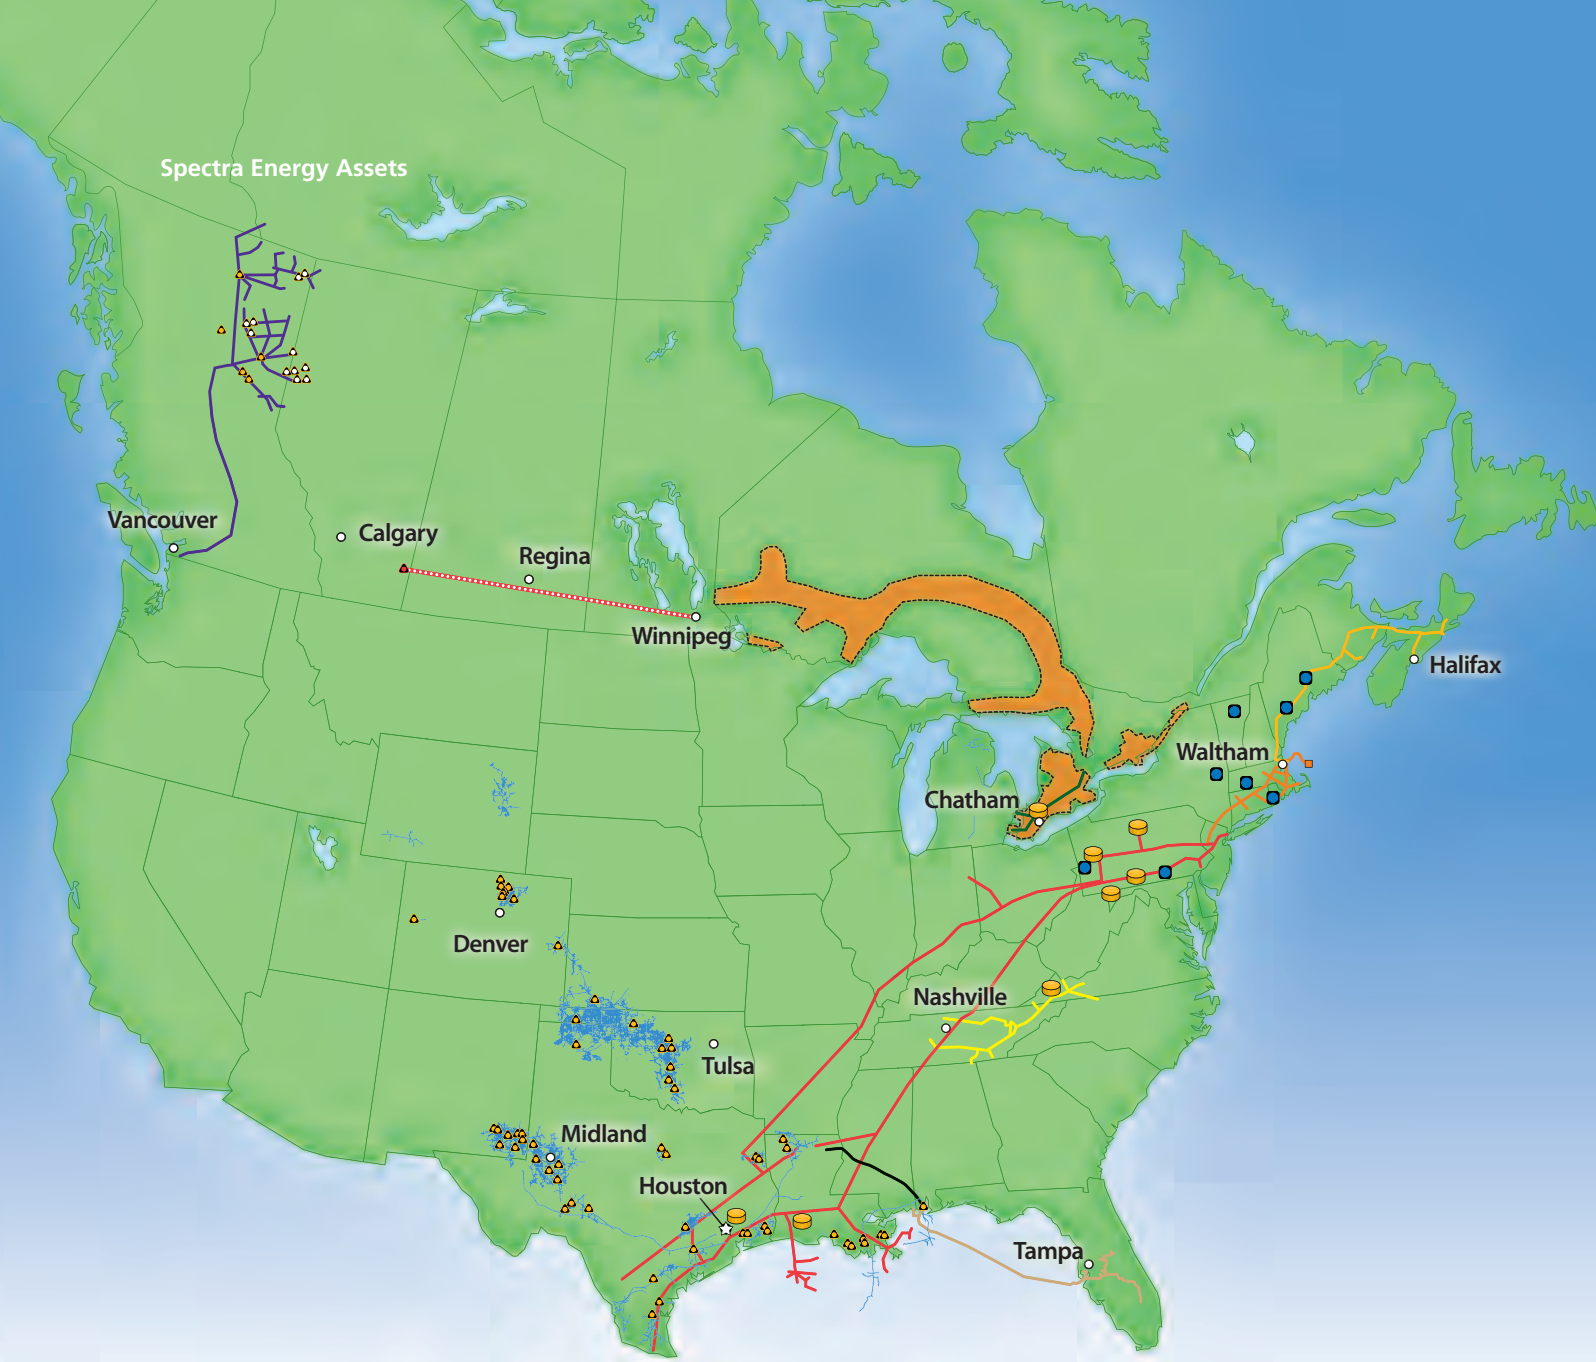 Spectra Energy Assets
Vancouver
Calgary
Regina
Winnipeg
Halifax
Waltham
Chatham
Denver
Nashville
Tulsa
Midland
Houston
Tampa